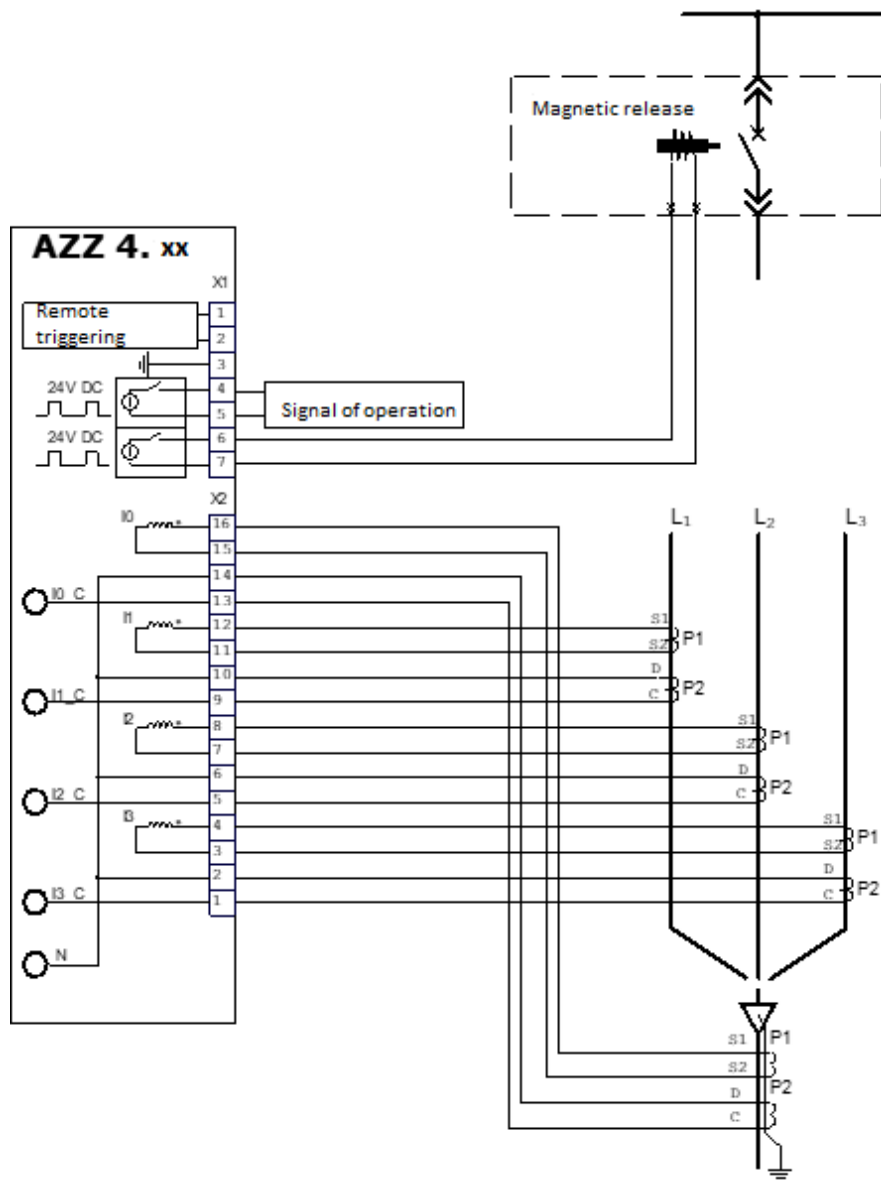 Magnetic release
AZZ 4. xx
X1
Remote
triggering
1
2
3
24V DC
4
5
Signal of operation
24V DC
6
7
X2
I0
16
15
14
I0_C
13
I1
12
11
10
I1_C
9
I2
8
7
6
I2_C
5
I3
4
3
2
I3_C
1
N
L1
L2
L3
S1
S2
P1
D
C
P2
S1
S2
P1
D
C
P2
S1
S2
P1
D
C
P2
S1
P1
S2
P2
D
C